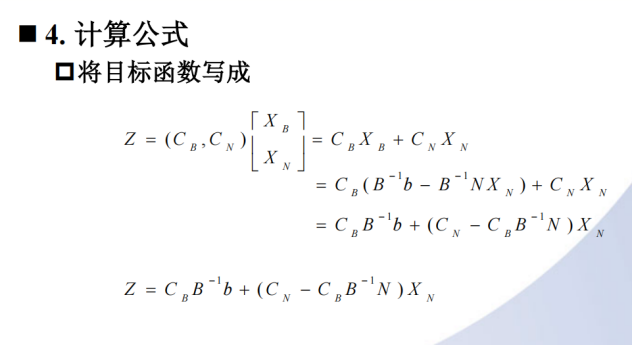 ■ 4. 计算公式
❑将目标函数写成
Z = (C_B, C_N) [X_B X_N] = C_B X_B + C_N X_N
= C_B (B^{-1}b − B^{-1}N X_N) + C_N X_N
= C_B B^{-1}b + (C_N − C_B B^{-1}N) X_N
Z = C_B B^{-1}b + (C_N − C_B B^{-1}N) X_N